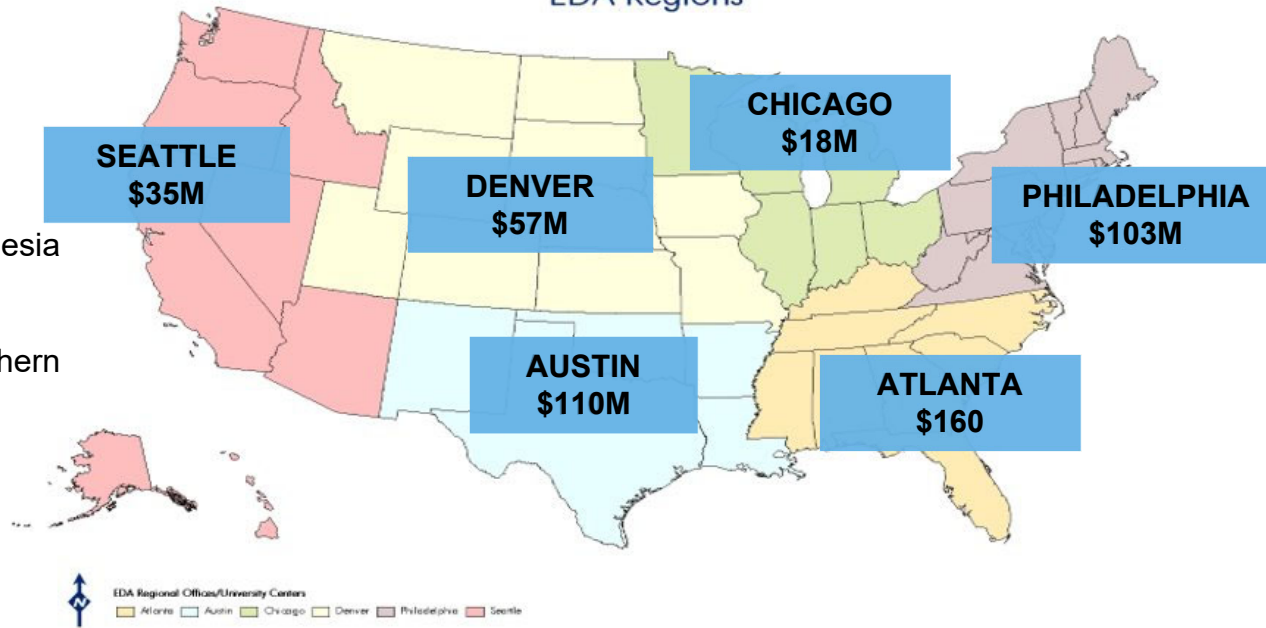 EDA Regions
CHICAGO
$18M
SEATTLE
$35M
DENVER
$57M
PHILADELPHIA
$103M
esia
AUSTIN
$110M
hern
ATLANTA
$160
N
EDA Regional Offices/University Centers
Atlanta Austin Chicago Denver Philadelphia Seattle